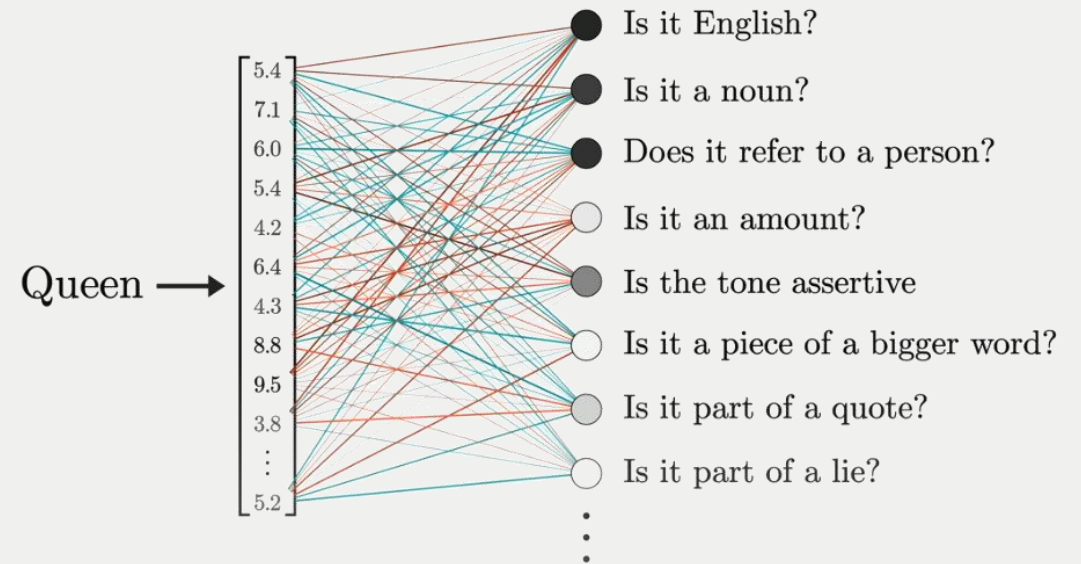 Queen
5.4
7.1
6.0
5.4
4.2
6.4
4.3
8.8
9.5
3.8
⋮
5.2
Is it English?
Is it a noun?
Does it refer to a person?
Is it an amount?
Is the tone assertive
Is it a piece of a bigger word?
Is it part of a quote?
Is it part of a lie?
⋮